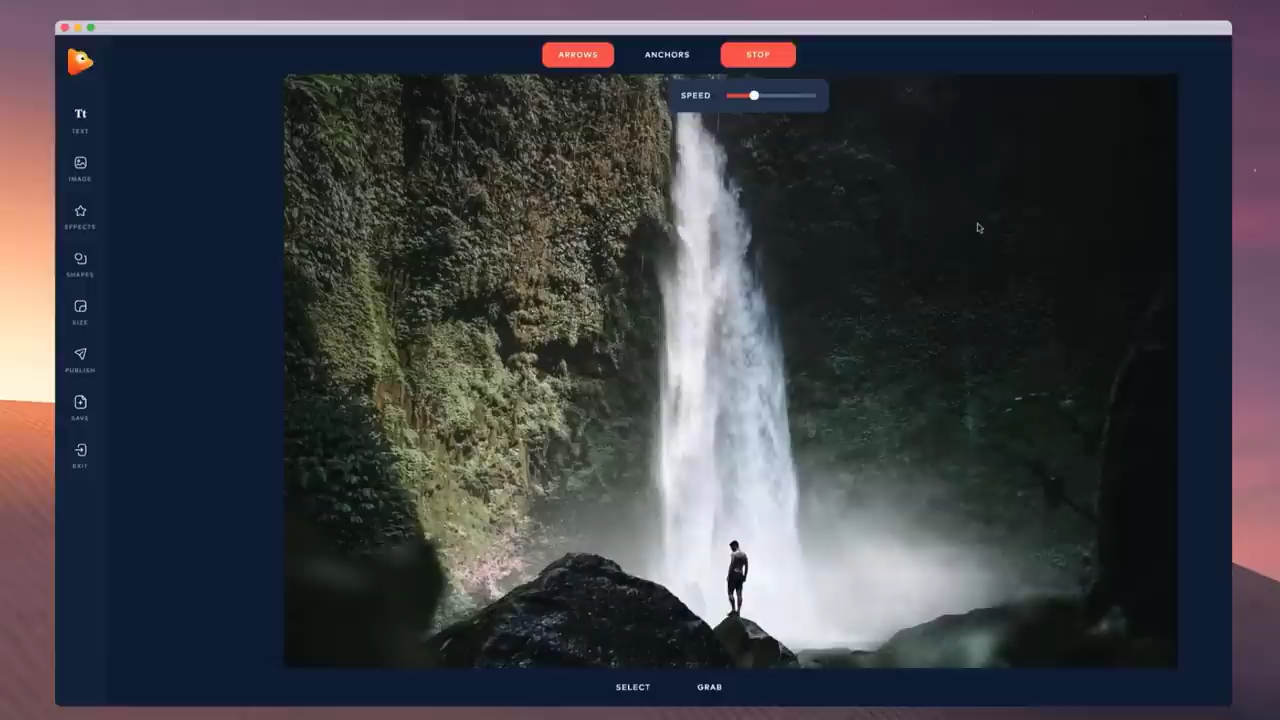 ARROWS
ANCHORS
STOP
SPEED
Tt
TEXT
IMAGE
EFFECTS
SHAPES
SIZE
PUBLISH
SAVE
EXIT
SELECT
GRAB